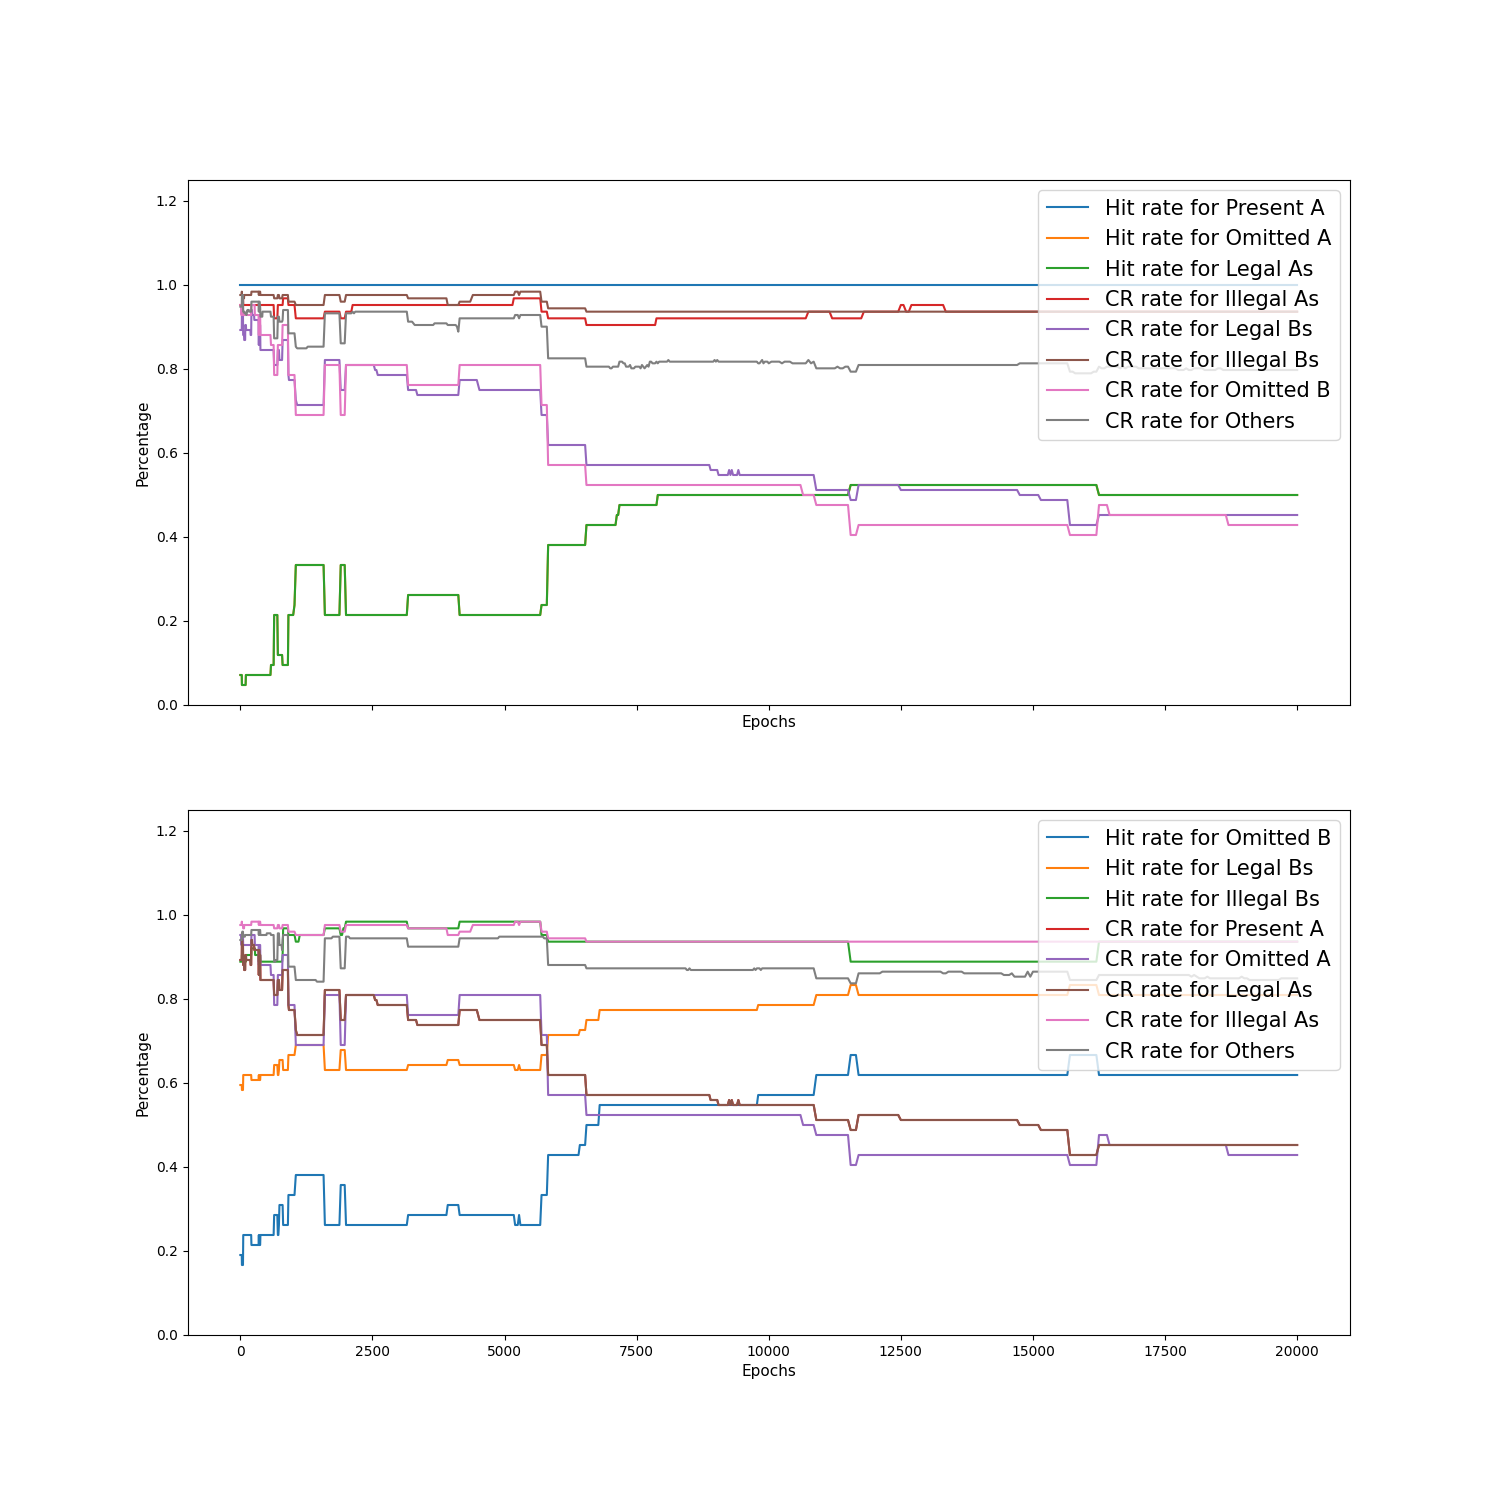 1.2
1.0
0.8
0.6
0.4
0.2
0.0
Percentage
Epochs
Hit rate for Present A
Hit rate for Omitted A
Hit rate for Legal As
CR rate for Illegal As
CR rate for Legal Bs
CR rate for Illegal Bs
CR rate for Omitted B
CR rate for Others
1.2
1.0
0.8
0.6
0.4
0.2
0.0
Percentage
0 2500 5000 7500 10000 12500 15000 17500 20000
Epochs
Hit rate for Omitted B
Hit rate for Legal Bs
Hit rate for Illegal Bs
CR rate for Present A
CR rate for Omitted A
CR rate for Legal As
CR rate for Illegal As
CR rate for Others